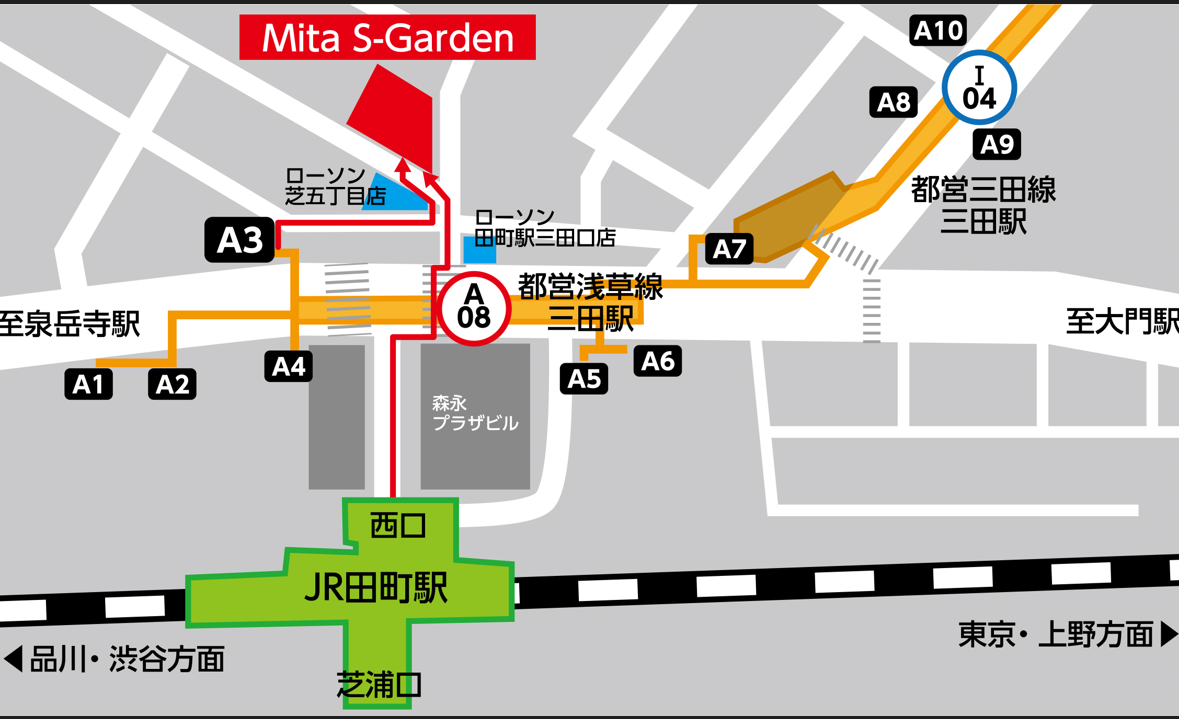 Mita S-Garden
A10
I
04
A8
A9
都営三田線
三田駅
ローソン
芝五丁目店
ローソン
田町駅三田口店
A3
A7
都営浅草線
三田駅
A
08
至泉岳寺駅
至大門駅
A1
A2
A4
A5
A6
森永
プラザビル
西口
JR田町駅
芝浦口
◀品川・渋谷方面
東京・上野方面▶